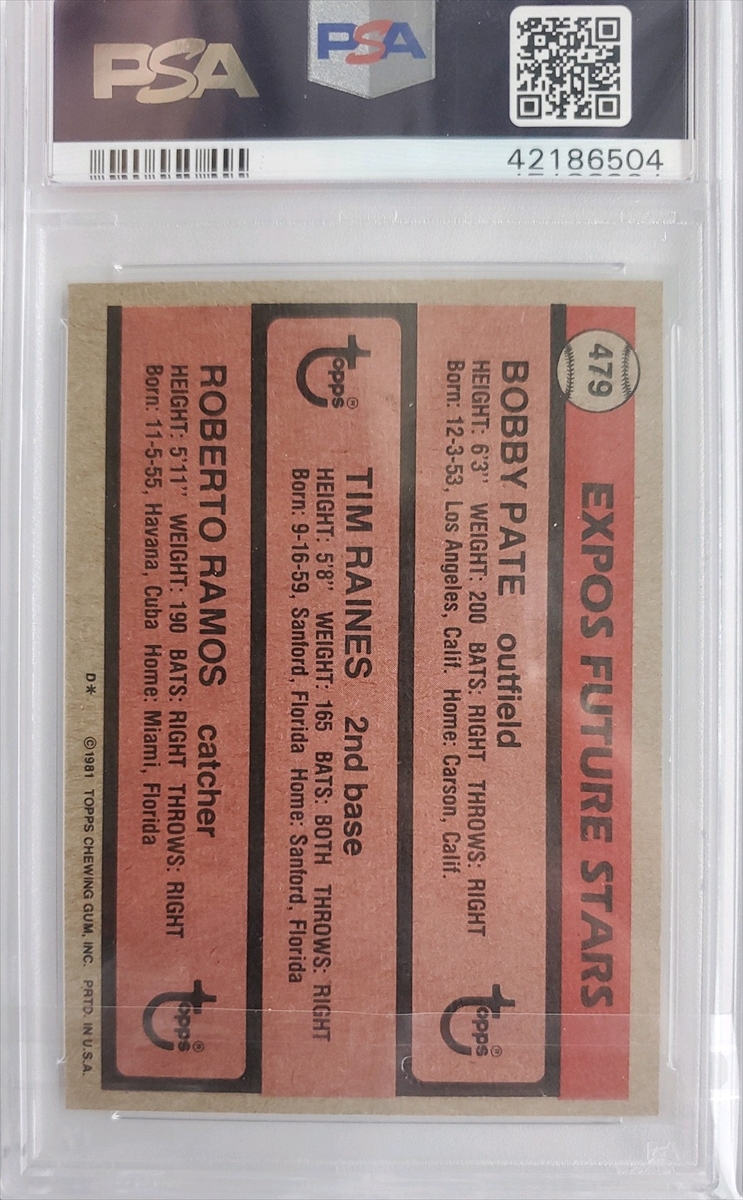 PSA
PSA
42186504
479
EXPOS FUTURE STARS
BOBBY PATE outfield
HEIGHT: 6'3" WEIGHT: 200 BATS: RIGHT THROWS: RIGHT
Born: 12-3-53, Los Angeles, Calif. Home: Carson, Calif.
topps®
topps®
TIM RAINES 2nd base
HEIGHT: 5'8" WEIGHT: 165 BATS: BOTH THROWS: RIGHT
Born: 9-16-59, Sanford, Florida Home: Sanford, Florida
ROBERTO RAMOS catcher
HEIGHT: 5'11" WEIGHT: 190 BATS: RIGHT THROWS: RIGHT
Born: 11-5-55, Havana, Cuba Home: Miami, Florida
topps®
D* ©1981 TOPPS CHEWING GUM, INC. PRTD. IN U.S.A.